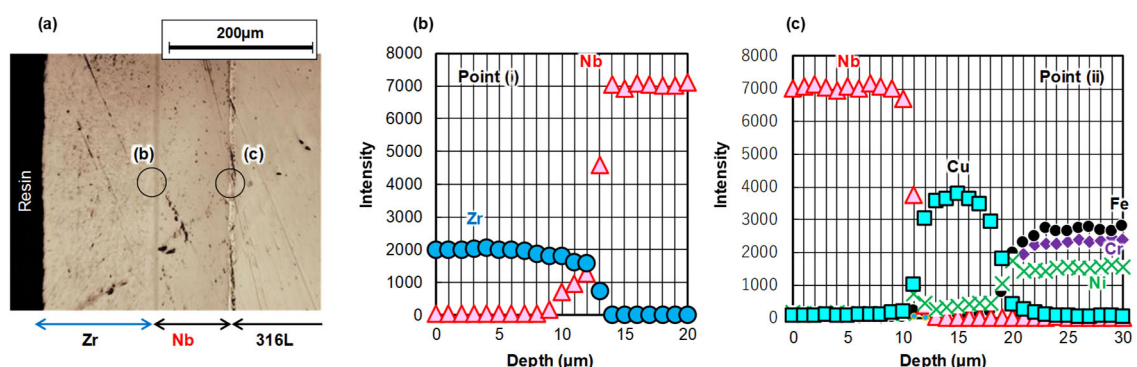 (a)
200µm
(b)
(c)
Resin
Zr
Nb
316L
(b)
Nb
8000
7000
6000
5000
4000
3000
2000
1000
0
Intensity
Point (i)
Zr
0
5
10
15
20
Depth (µm)
(c)
8000
7000
6000
5000
4000
3000
2000
1000
0
Intensity
Point (ii)
Cu
Fe
Cr
Ni
0
5
10
15
20
25
30
Depth (µm)